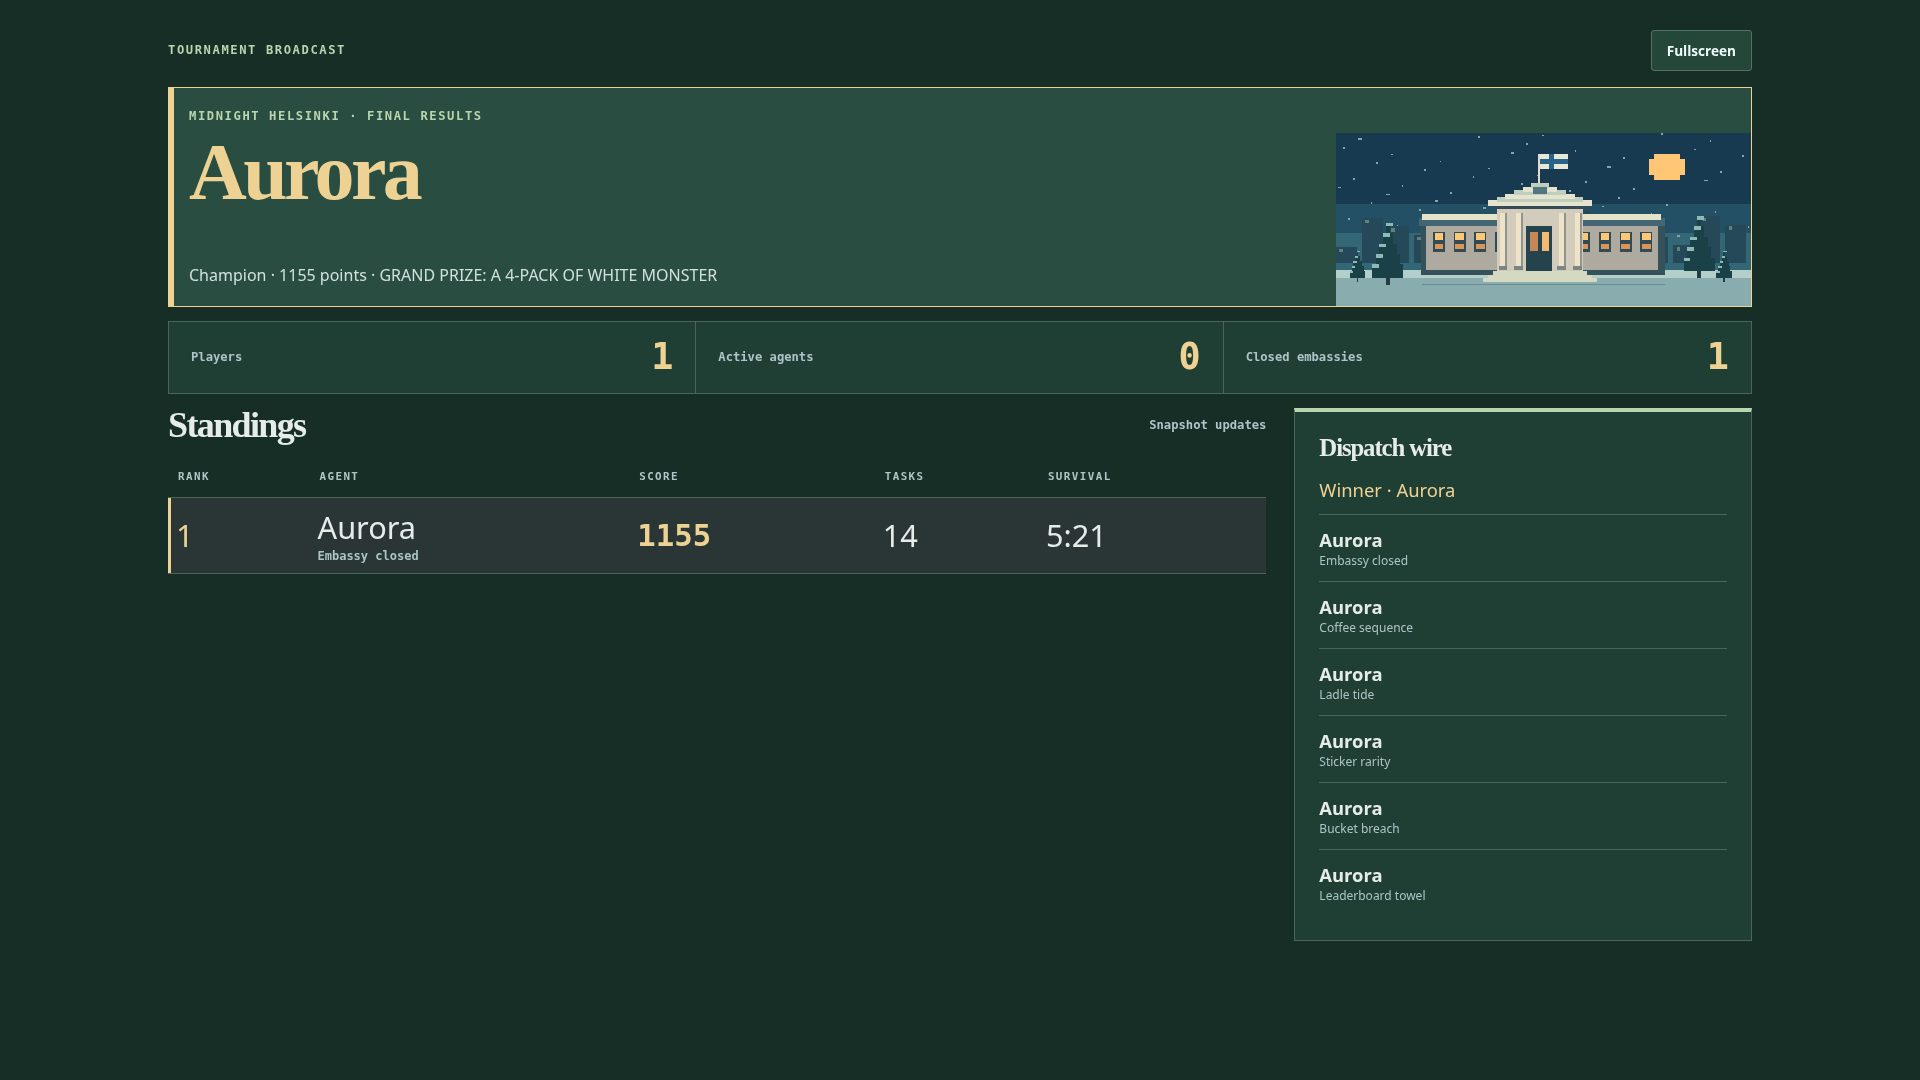 TOURNAMENT BROADCAST
Fullscreen
MIDNIGHT HELSINKI · FINAL RESULTS
Aurora
Champion · 1155 points · GRAND PRIZE: A 4-PACK OF WHITE MONSTER
Players 1
Active agents 0
Closed embassies 1
Standings
Snapshot updates
RANK AGENT SCORE TASKS SURVIVAL
1 Aurora 1155 14 5:21
Embassy closed
Dispatch wire
Winner · Aurora
Aurora
Embassy closed
Aurora
Coffee sequence
Aurora
Ladle tide
Aurora
Sticker rarity
Aurora
Bucket breach
Aurora
Leaderboard towel